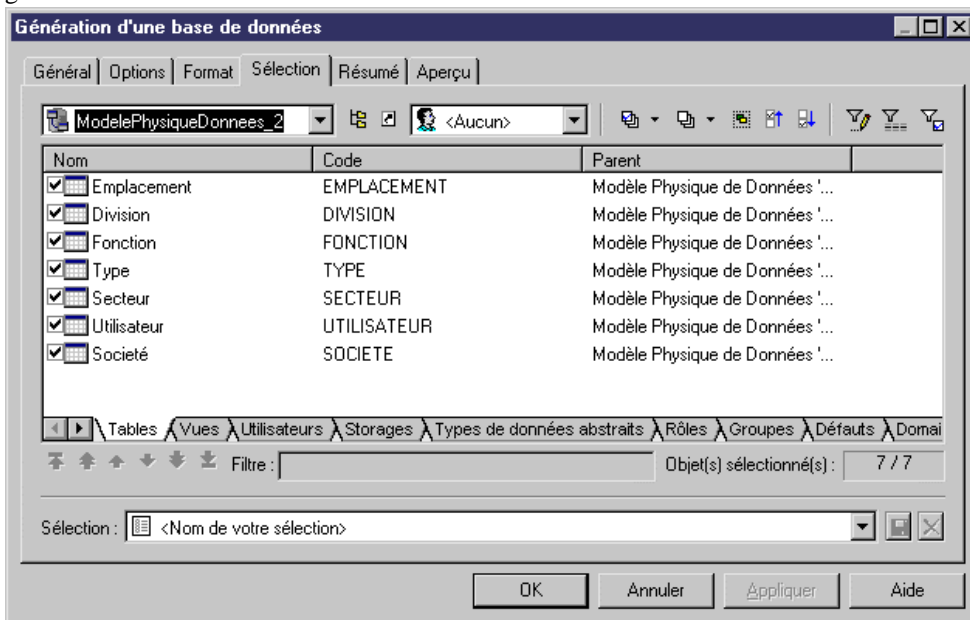 Génération d'une base de données
Général Options Format Sélection Résumé Aperçu
ModelePhysiqueDonnees_2 <Aucun>
Nom Code Parent
Emplacement EMPLACEMENT Modèle Physique de Données '...
Division DIVISION Modèle Physique de Données '...
Fonction FONCTION Modèle Physique de Données '...
Type TYPE Modèle Physique de Données '...
Secteur SECTEUR Modèle Physique de Données '...
Utilisateur UTILISATEUR Modèle Physique de Données '...
Societé SOCIETE Modèle Physique de Données '...
Tables Vues Utilisateurs Storages Types de données abstraits Rôles Groupes Défauts Domai
Filtre : Objet(s) sélectionné(s) : 7 / 7
Sélection : <Nom de votre sélection>
OK Annuler Appliquer Aide